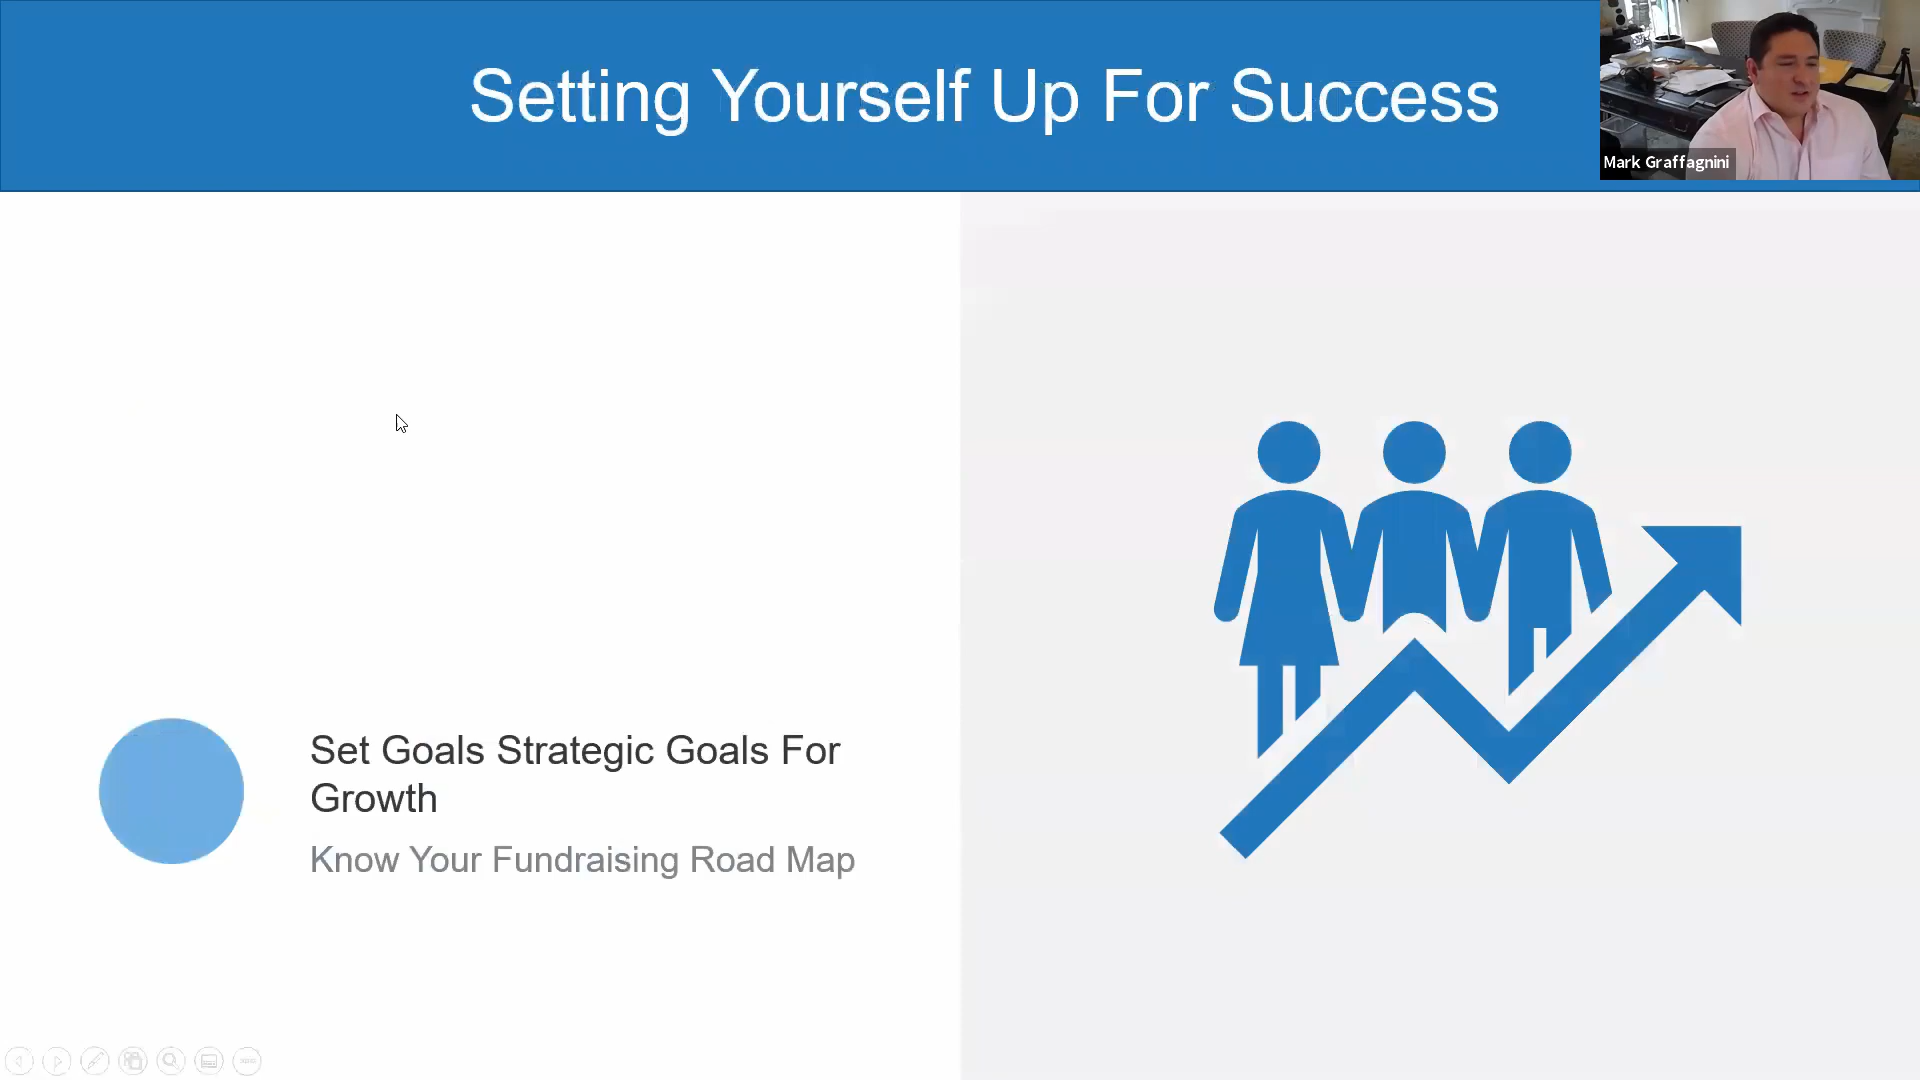 Setting Yourself Up For Success
Mark Graffagnini
Set Goals Strategic Goals For
Growth
Know Your Fundraising Road Map